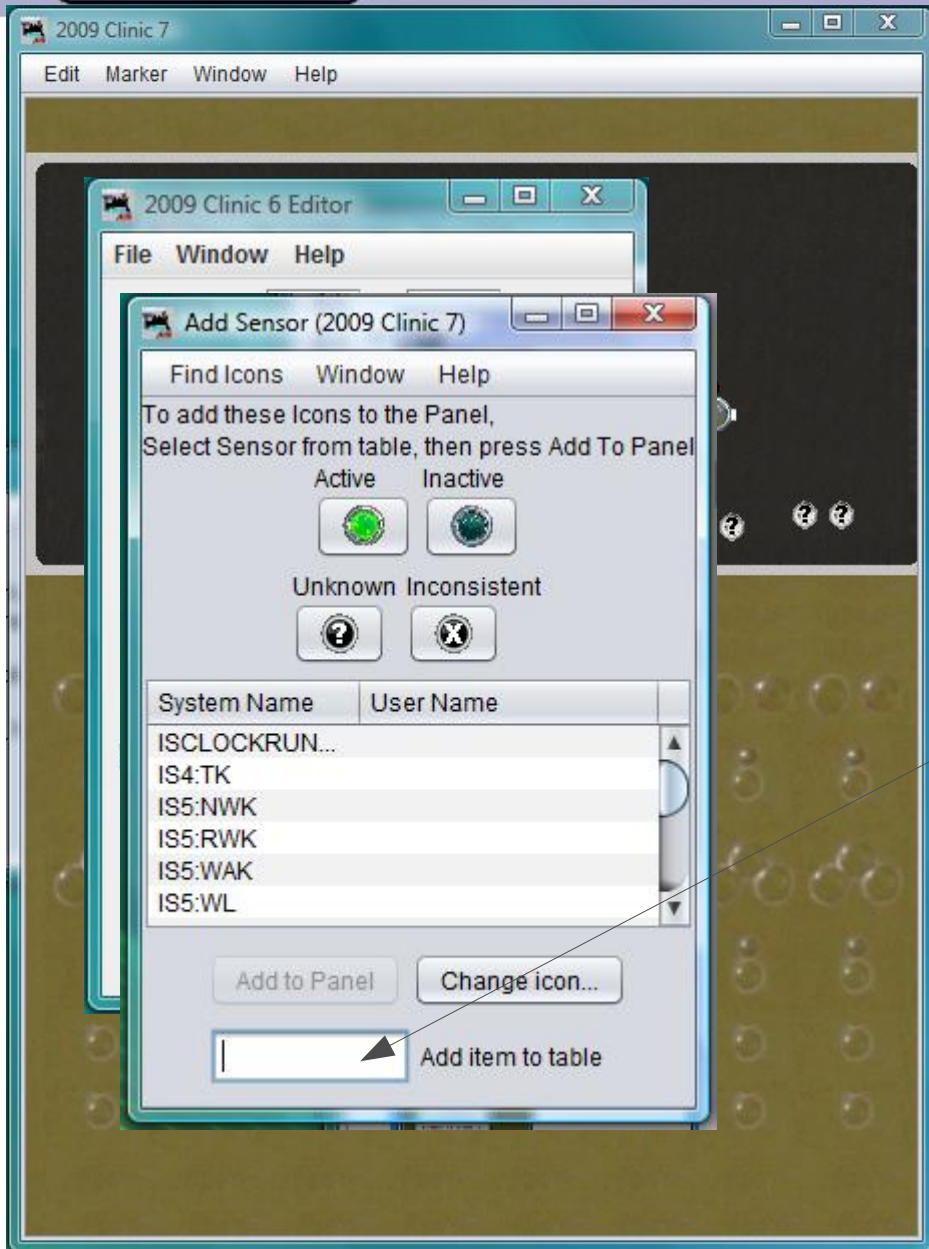 2009 Clinic 7
Edit Marker Window Help
2009 Clinic 6 Editor
File Window Help
Add Sensor (2009 Clinic 7)
Find Icons Window Help
To add these Icons to the Panel,
Select Sensor from table, then press Add To Panel
Active Inactive
Unknown Inconsistent
System Name User Name
ISCLOCKRUN...
IS4:TK
IS5:NWK
IS5:RWK
IS5:WAK
IS5:WL
Add to Panel Change icon...
Add item to table